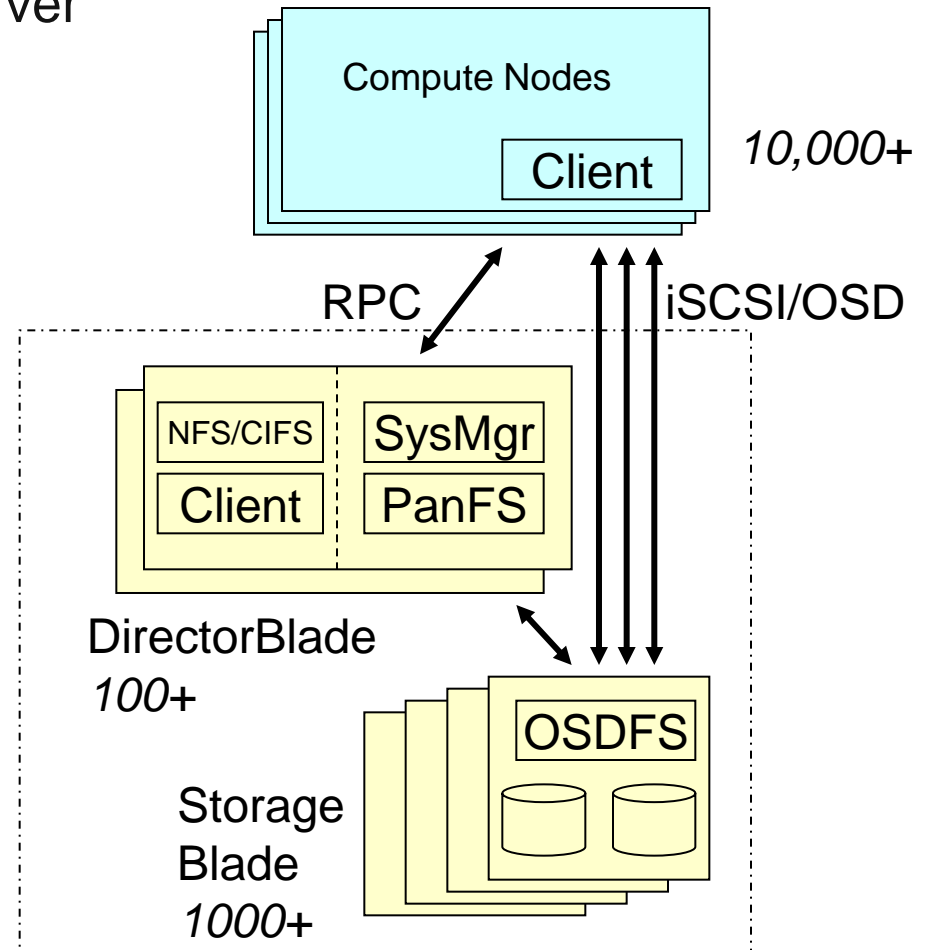 Compute Nodes
Client
10,000+
RPC
iSCSI/OSD
NFS/CIFS
SysMgr
Client
PanFS
DirectorBlade
100+
OSDFS
Storage
Blade
1000+